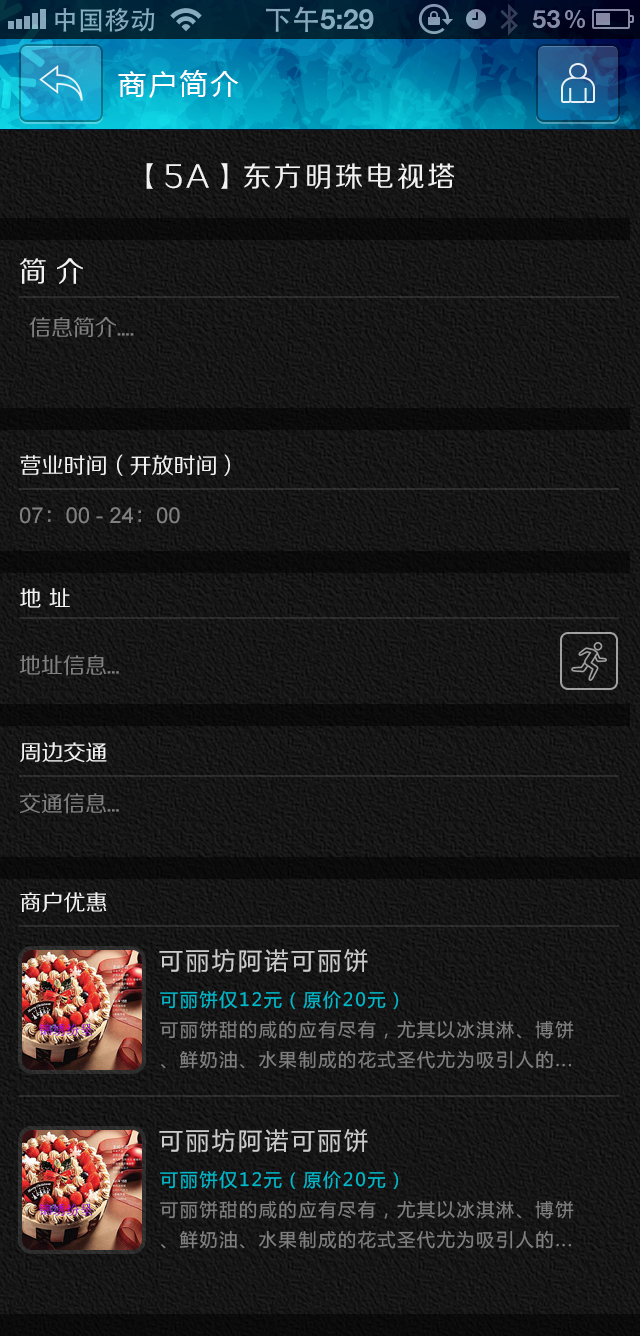 中国移动 下午5:29 53%
商户简介
【5A】东方明珠电视塔
简 介
信息简介....
营业时间（开放时间）
07：00 - 24：00
地 址
地址信息...
周边交通
交通信息...
商户优惠
可丽坊阿诺可丽饼
可丽饼仅12元（原价20元）
可丽饼甜的咸的应有尽有，尤其以冰淇淋、博饼
、鲜奶油、水果制成的花式圣代尤为吸引人的...
可丽坊阿诺可丽饼
可丽饼仅12元（原价20元）
可丽饼甜的咸的应有尽有，尤其以冰淇淋、博饼
、鲜奶油、水果制成的花式圣代尤为吸引人的...